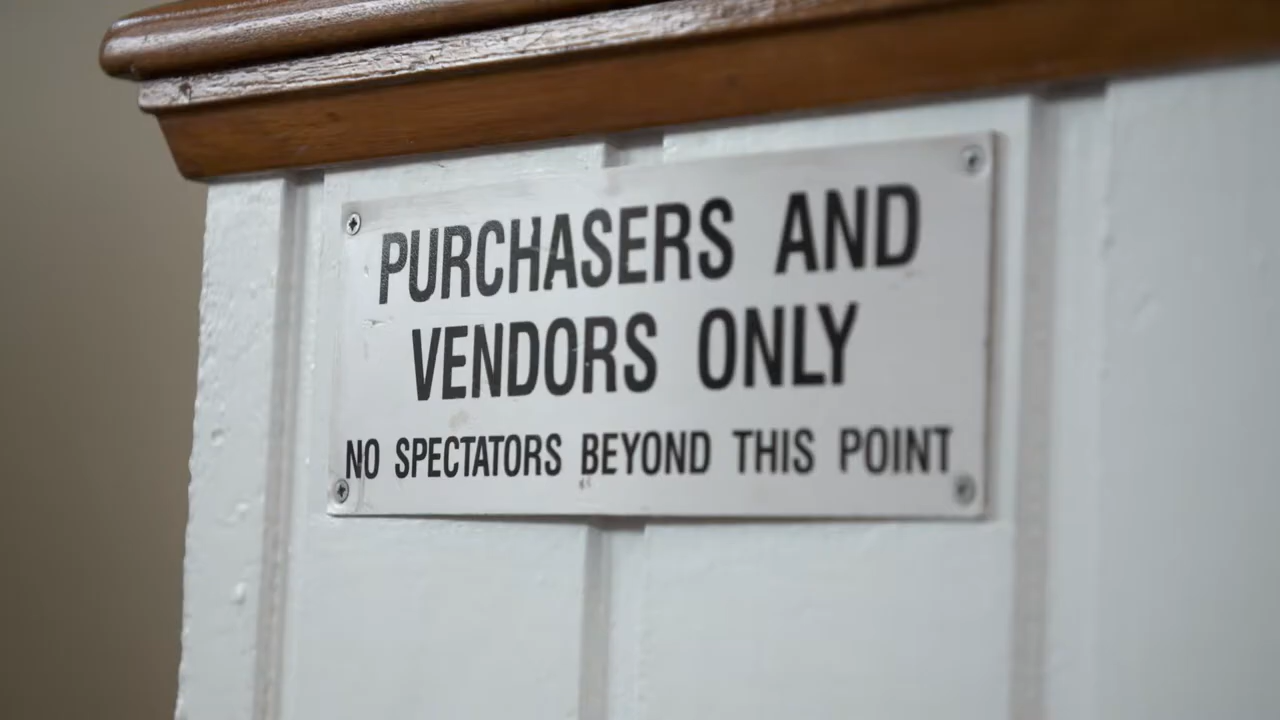 PURCHASERS AND
VENDORS ONLY
NO SPECTATORS BEYOND THIS POINT